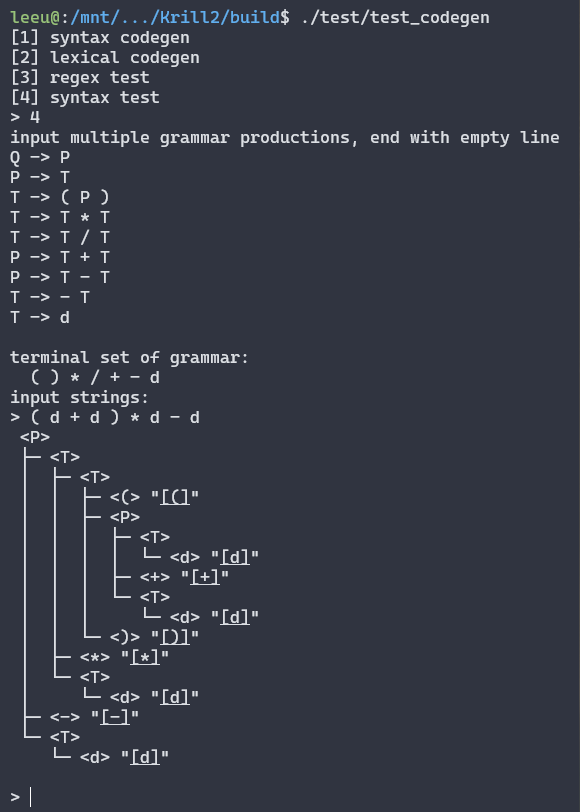 leeu@:/mnt/.../Krill2/build$ ./test/test_codegen
[1] syntax codegen
[2] lexical codegen
[3] regex test
[4] syntax test
> 4
input multiple grammar productions, end with empty line
Q -> P
P -> T
T -> ( P )
T -> T * T
T -> T / T
P -> T + T
P -> T - T
T -> - T
T -> d
terminal set of grammar:
  ( ) * / + - d
input strings:
> ( d + d ) * d - d
 <P>
 ├─ <T>
 │  ├─ <T>
 │  │  ├─ <(> "[(]"
 │  │  ├─ <P>
 │  │  │  ├─ <T>
 │  │  │  │  └─ <d> "[d]"
 │  │  │  ├─ <+> "[+]"
 │  │  │  └─ <T>
 │  │  │     └─ <d> "[d]"
 │  │  └─ <)> "[)]"
 │  ├─ <*> "[*]"
 │  └─ <T>
 │     └─ <d> "[d]"
 ├─ <-> "[-]"
 └─ <T>
    └─ <d> "[d]"
>